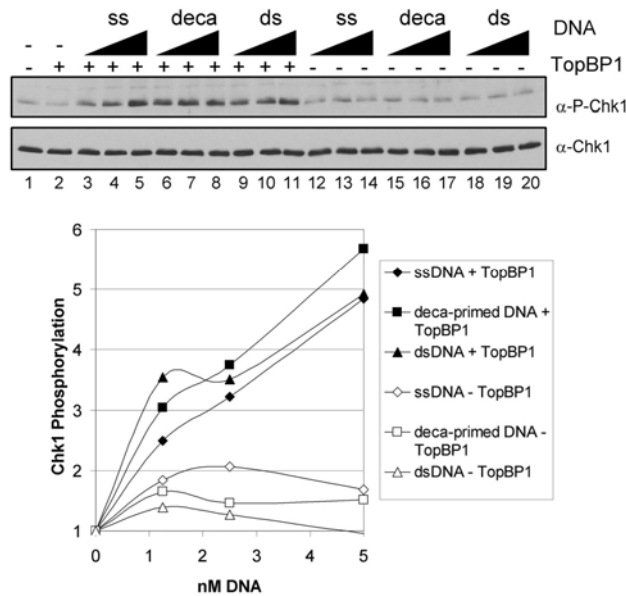 ss deca ds ss deca ds DNA
- -
- + + + + + + + + + + - - - - - - - - - TopBP1
α-P-Chk1
α-Chk1
1 2 3 4 5 6 7 8 9 10 11 12 13 14 15 16 17 18 19 20
6
5
4
3
2
1
Chk1 Phosphorylation
0 1 2 3 4 5
nM DNA
ssDNA + TopBP1
deca-primed DNA +
TopBP1
dsDNA + TopBP1
ssDNA - TopBP1
deca-primed DNA -
TopBP1
dsDNA - TopBP1